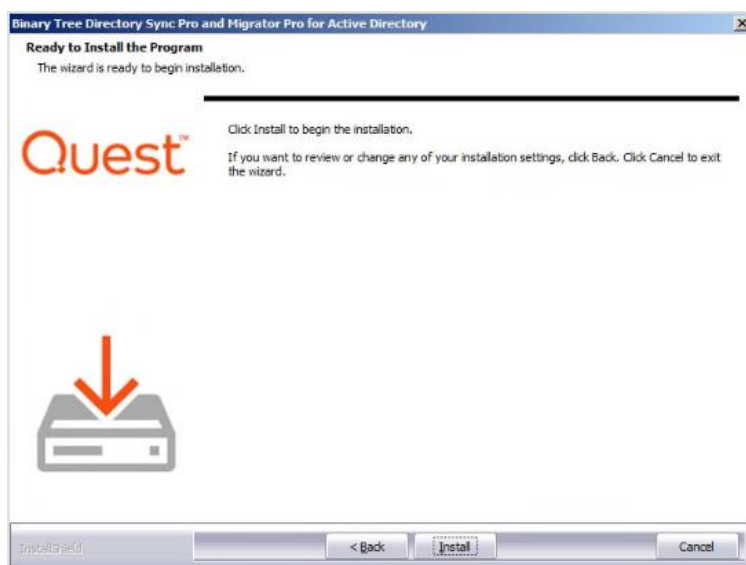 Binary Tree Directory Sync Pro and Migrator Pro for Active Directory
Ready to Install the Program
The wizard is ready to begin installation.
Quest™
Click Install to begin the installation.
If you want to review or change any of your installation settings, click Back. Click Cancel to exit
the wizard.
InstallShield
< Back
Install
Cancel